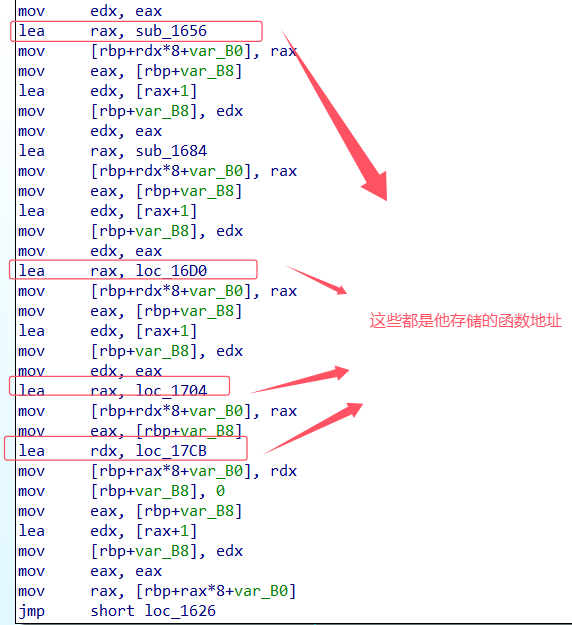 mov     edx, eax
lea     rax, sub_1656
mov     [rbp+rdx*8+var_B0], rax
mov     eax, [rbp+var_B8]
lea     edx, [rax+1]
mov     [rbp+var_B8], edx
mov     edx, eax
lea     rax, sub_1684
mov     [rbp+rdx*8+var_B0], rax
mov     eax, [rbp+var_B8]
lea     edx, [rax+1]
mov     [rbp+var_B8], edx
mov     edx, eax
lea     rax, loc_16D0
mov     [rbp+rdx*8+var_B0], rax
这些都是他存储的函数地址
mov     eax, [rbp+var_B8]
lea     edx, [rax+1]
mov     [rbp+var_B8], edx
mov     edx, eax
lea     rax, loc_1704
mov     [rbp+rdx*8+var_B0], rax
mov     eax, [rbp+var_B8]
lea     rdx, loc_17CB
mov     [rbp+rax*8+var_B0], rdx
mov     [rbp+var_B8], 0
mov     eax, [rbp+var_B8]
lea     edx, [rax+1]
mov     [rbp+var_B8], edx
mov     eax, eax
mov     rax, [rbp+rax*8+var_B0]
jmp     short loc_1626